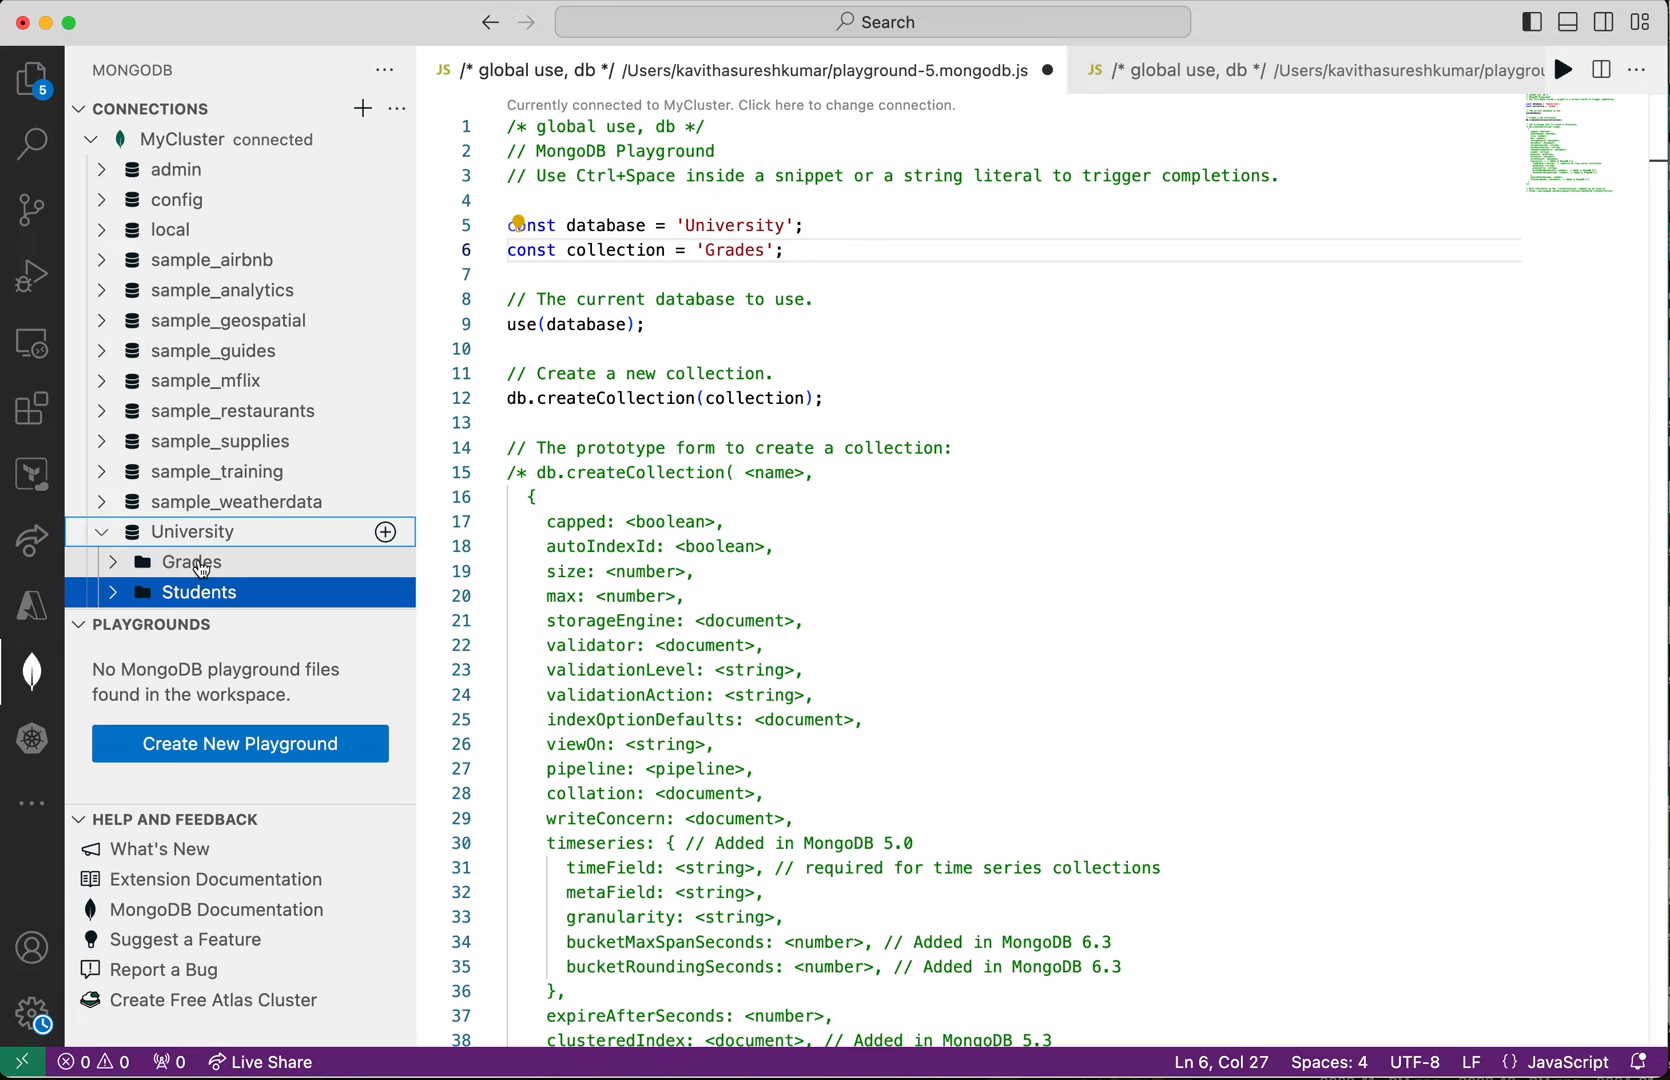 Search
MONGODB
5
CONNECTIONS
MyCluster connected
admin
config
local
sample_airbnb
sample_analytics
sample_geospatial
sample_guides
sample_mflix
sample_restaurants
sample_supplies
sample_training
sample_weatherdata
University
Grades
Students
PLAYGROUNDS
No MongoDB playground files
found in the workspace.
Create New Playground
HELP AND FEEDBACK
What's New
Extension Documentation
MongoDB Documentation
Suggest a Feature
Report a Bug
Create Free Atlas Cluster
JS /* global use, db */ /Users/kavithasureshkumar/playground-5.mongodb.js
JS /* global use, db */ /Users/kavithasureshkumar/playgrou
Currently connected to MyCluster. Click here to change connection.
1 /* global use, db */
2 // MongoDB Playground
3 // Use Ctrl+Space inside a snippet or a string literal to trigger completions.
4
5 const database = 'University';
6 const collection = 'Grades';
7
8 // The current database to use.
9 use(database);
10
11 // Create a new collection.
12 db.createCollection(collection);
13
14 // The prototype form to create a collection:
15 /* db.createCollection( <name>,
16 {
17 capped: <boolean>,
18 autoIndexId: <boolean>,
19 size: <number>,
20 max: <number>,
21 storageEngine: <document>,
22 validator: <document>,
23 validationLevel: <string>,
24 validationAction: <string>,
25 indexOptionDefaults: <document>,
26 viewOn: <string>,
27 pipeline: <pipeline>,
28 collation: <document>,
29 writeConcern: <document>,
30 timeseries: { // Added in MongoDB 5.0
31 timeField: <string>, // required for time series collections
32 metaField: <string>,
33 granularity: <string>,
34 bucketMaxSpanSeconds: <number>, // Added in MongoDB 6.3
35 bucketRoundingSeconds: <number>, // Added in MongoDB 6.3
36 },
37 expireAfterSeconds: <number>,
38 clusteredIndex: <document>, // Added in MongoDB 5.3
0 0 0 Live Share Ln 6, Col 27 Spaces: 4 UTF-8 LF {} JavaScript